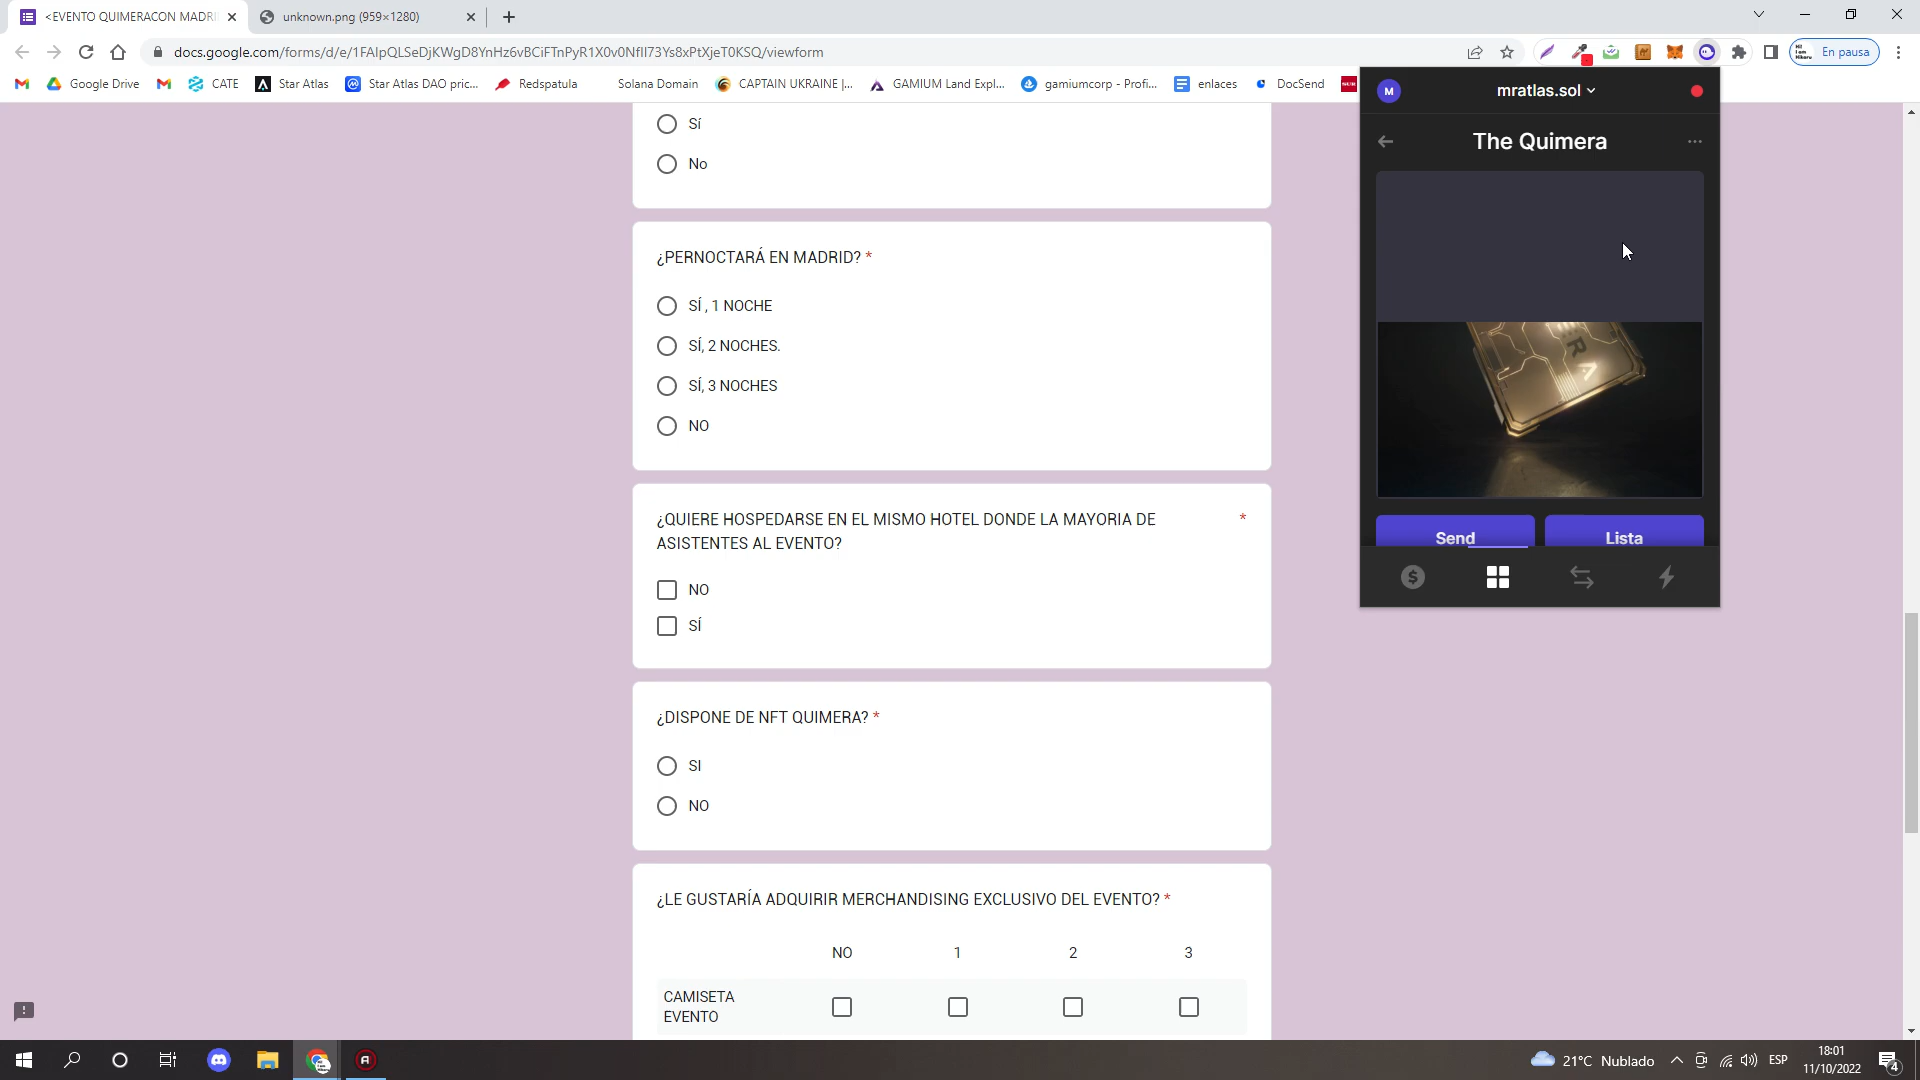 <EVENTO QUIMERACON MADRI
unknown.png (959×1280)
docs.google.com/forms/d/e/1FAIpQLSeDjKWgD8YnHz6vBCiFTnPyR1X0v0NfII73Ys8xPtXjeT0KSQ/viewform
En pausa
Google Drive
CATE
Star Atlas
Star Atlas DAO pric...
Redspatula
Solana Domain
CAPTAIN UKRAINE |...
GAMIUM Land Expl...
gamiumcorp - Profi...
enlaces
DocSend
M
mratlas.sol
The Quimera
Send
Lista
Sí
No
¿PERNOCTARÁ EN MADRID? *
SÍ , 1 NOCHE
SÍ, 2 NOCHES.
SÍ, 3 NOCHES
NO
¿QUIERE HOSPEDARSE EN EL MISMO HOTEL DONDE LA MAYORIA DE *
ASISTENTES AL EVENTO?
NO
SÍ
¿DISPONE DE NFT QUIMERA? *
SI
NO
¿LE GUSTARÍA ADQUIRIR MERCHANDISING EXCLUSIVO DEL EVENTO? *
NO 1 2 3
CAMISETA
EVENTO
21°C Nublado
ESP
18:01
11/10/2022
4